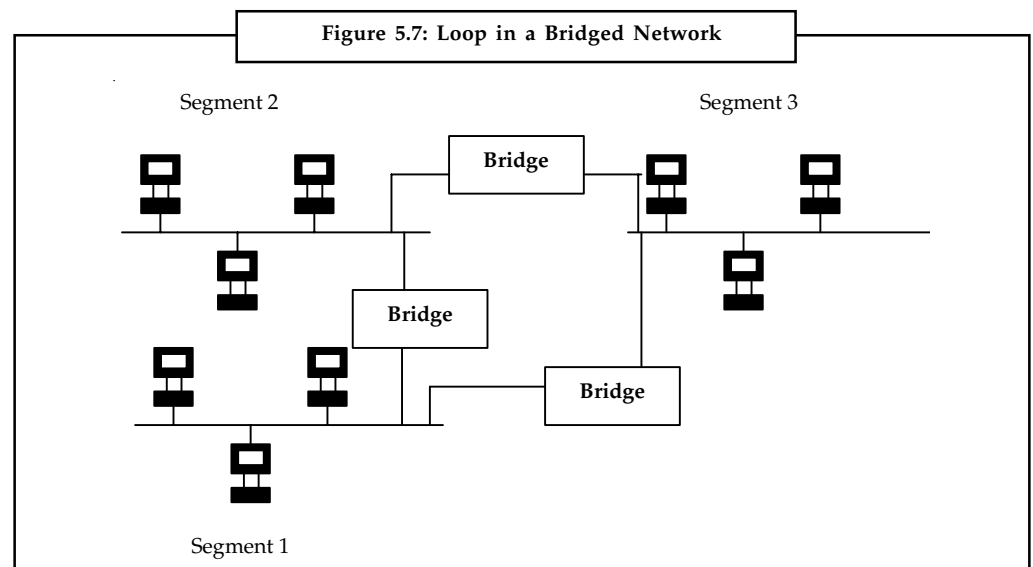 Figure 5.7: Loop in a Bridged Network
Segment 2
Segment 3
Bridge
Bridge
Bridge
Segment 1